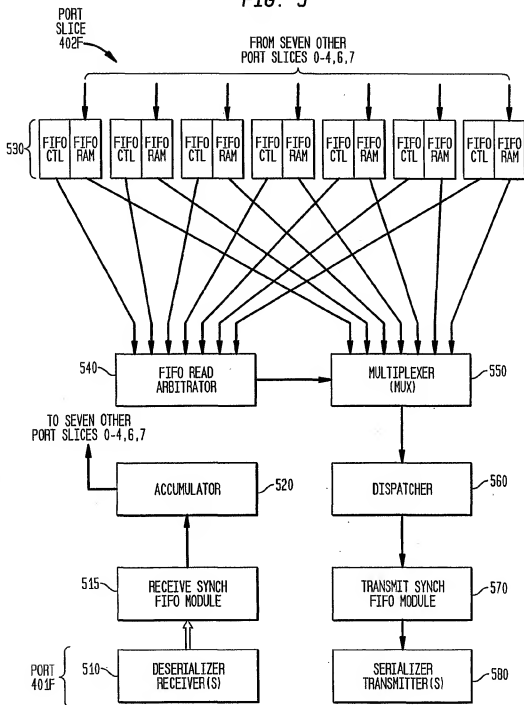 FIG. 5
PORT
SLICE
402F
FROM SEVEN OTHER
PORT SLICES 0-4,6,7
530
FIFO CTL
FIFO RAM
FIFO CTL
FIFO RAM
FIFO CTL
FIFO RAM
FIFO CTL
FIFO RAM
FIFO CTL
FIFO RAM
FIFO CTL
FIFO RAM
FIFO CTL
FIFO RAM
540
FIFO READ
ARBITRATOR
MULTIPLEXER
(MUX)
550
TO SEVEN OTHER
PORT SLICES 0-4,6,7
ACCUMULATOR
520
DISPATCHER
560
515
RECEIVE SYNCH
FIFO MODULE
TRANSMIT SYNCH
FIFO MODULE
570
PORT
401F
510
DESERIALIZER
RECEIVER(S)
SERIALIZER
TRANSMITTER(S)
580